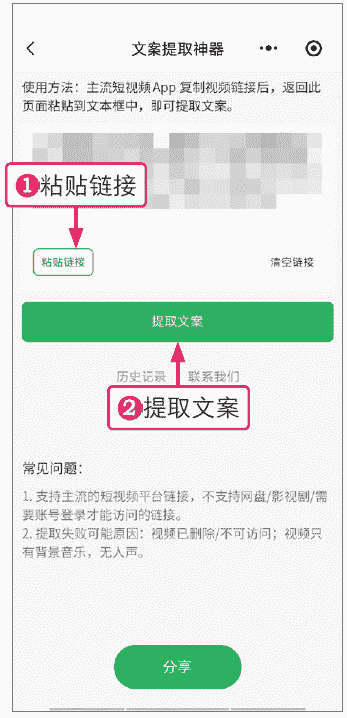 文案提取神器
使用方法：主流短视频App复制视频链接后，返回此
页面粘贴到文本框中，即可提取文案。
❶粘贴链接
粘贴链接
清空链接
提取文案
历史记录
联系我们
❷提取文案
常见问题：
1. 支持主流的短视频平台链接，不支持网盘/影视剧/需
要账号登录才能访问的链接。
2. 提取失败可能原因：视频已删除/不可访问；视频只
有背景音乐，无人声。
分享